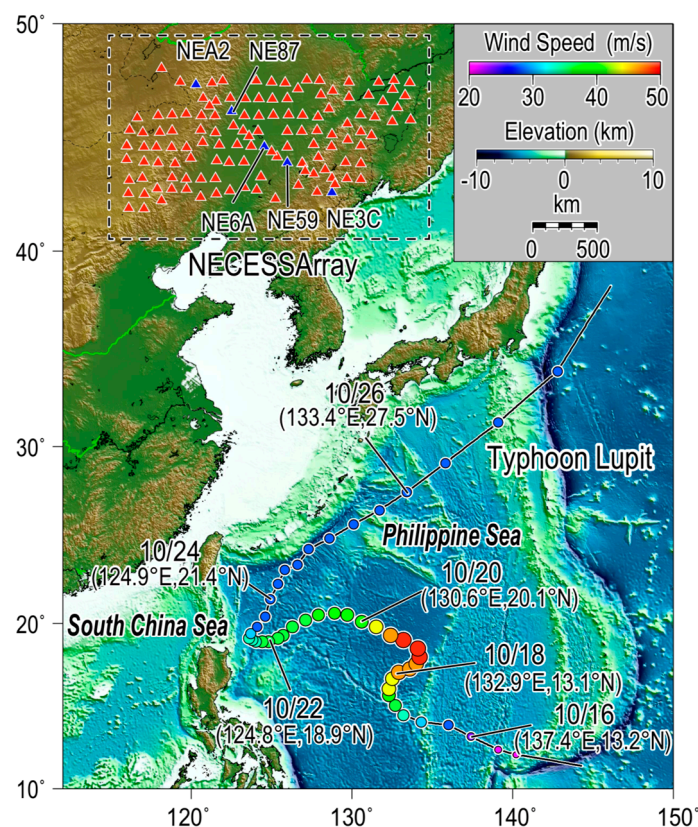 50°
NEA2
NE87
Wind Speed (m/s)
20 30 40 50
Elevation (km)
-10 0 10
km
0 500
NE6A NE59 NE3C
40°
NECESSArray
10/26
(133.4°E,27.5°N)
30°
Typhoon Lupit
Philippine Sea
10/24
(124.9°E,21.4°N)
10/20
(130.6°E,20.1°N)
20°
South China Sea
10/18
(132.9°E,13.1°N)
10/22
(124.8°E,18.9°N)
10/16
(137.4°E,13.2°N)
10°
120° 130° 140° 150°